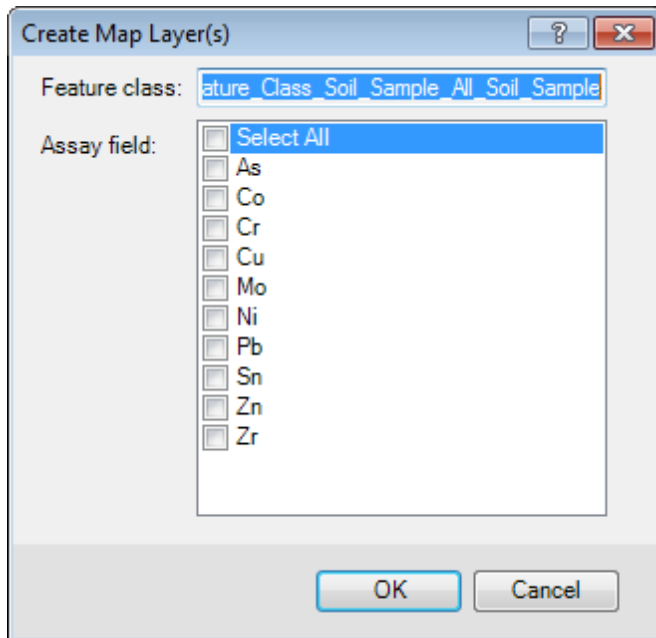 Create Map Layer(s)
Feature class: ature_Class_Soil_Sample_All_Soil_Sample
Assay field:
Select All
As
Co
Cr
Cu
Mo
Ni
Pb
Sn
Zn
Zr
OK Cancel